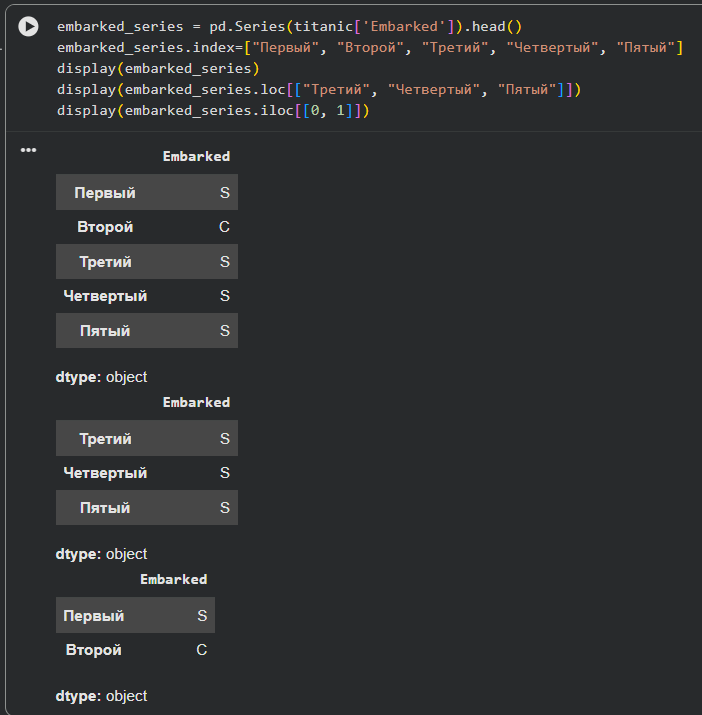 embarked_series = pd.Series(titanic['Embarked']).head()
embarked_series.index=["Первый", "Второй", "Третий", "Четвертый", "Пятый"]
display(embarked_series)
display(embarked_series.loc[["Третий", "Четвертый", "Пятый"]])
display(embarked_series.iloc[[0, 1]])
Embarked
Первый S
Второй C
Третий S
Четвертый S
Пятый S
dtype: object
Embarked
Третий S
Четвертый S
Пятый S
dtype: object
Embarked
Первый S
Второй C
dtype: object